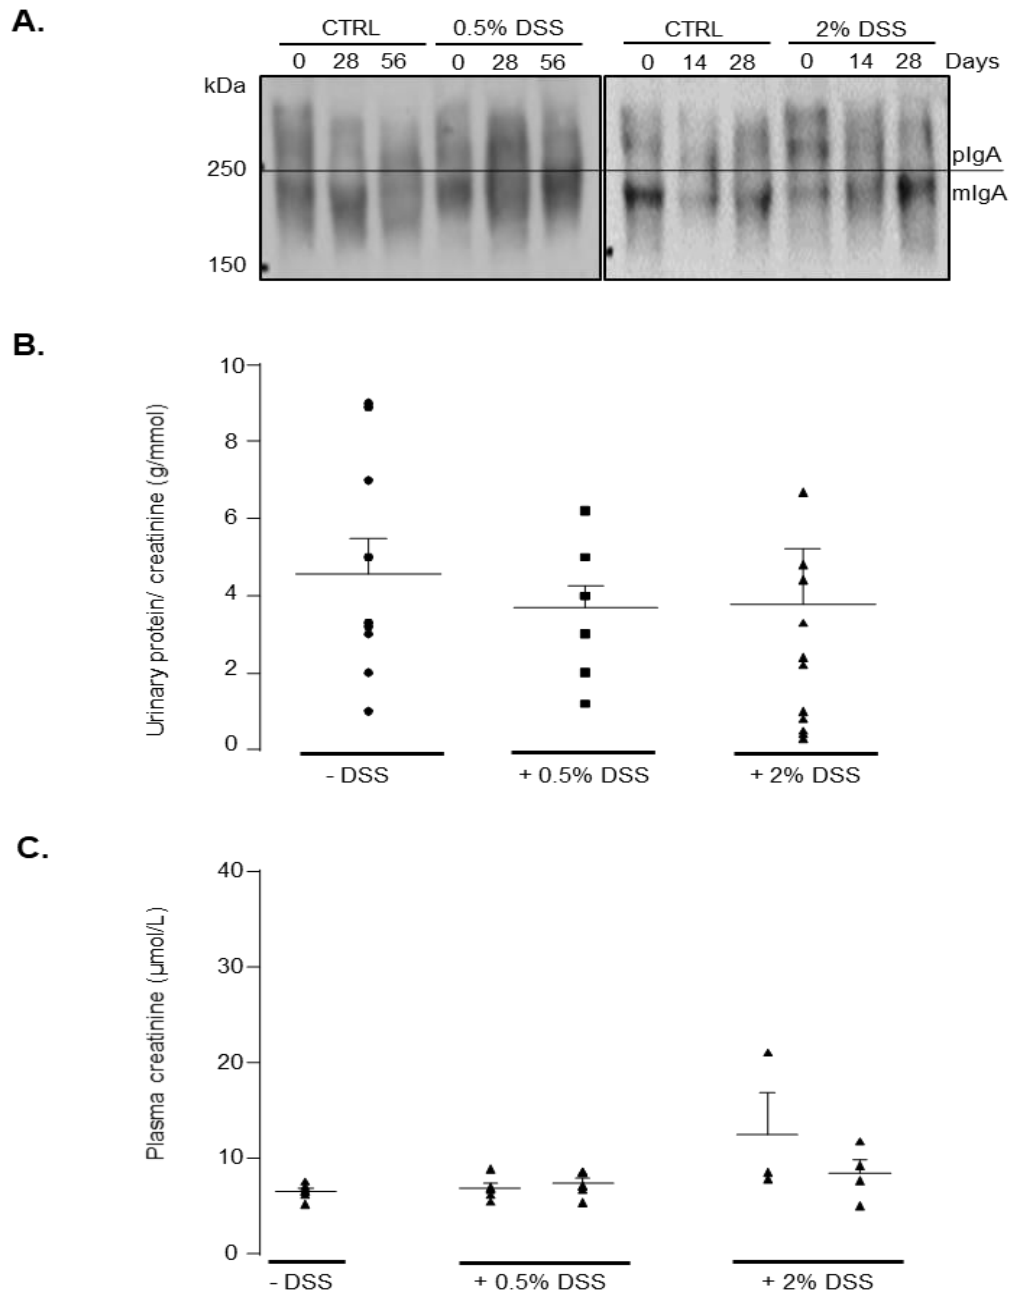 A.
CTRL 0.5% DSS CTRL 2% DSS
0 28 56 0 28 56 0 14 28 0 14 28 Days
kDa
pIgA
250
mIgA
150
B.
Urinary protein/ creatinine (g/mmol)
10
8
6
4
2
0
- DSS + 0.5% DSS + 2% DSS
C.
Plasma creatinine (µmol/L)
40
30
20
10
0
- DSS + 0.5% DSS + 2% DSS